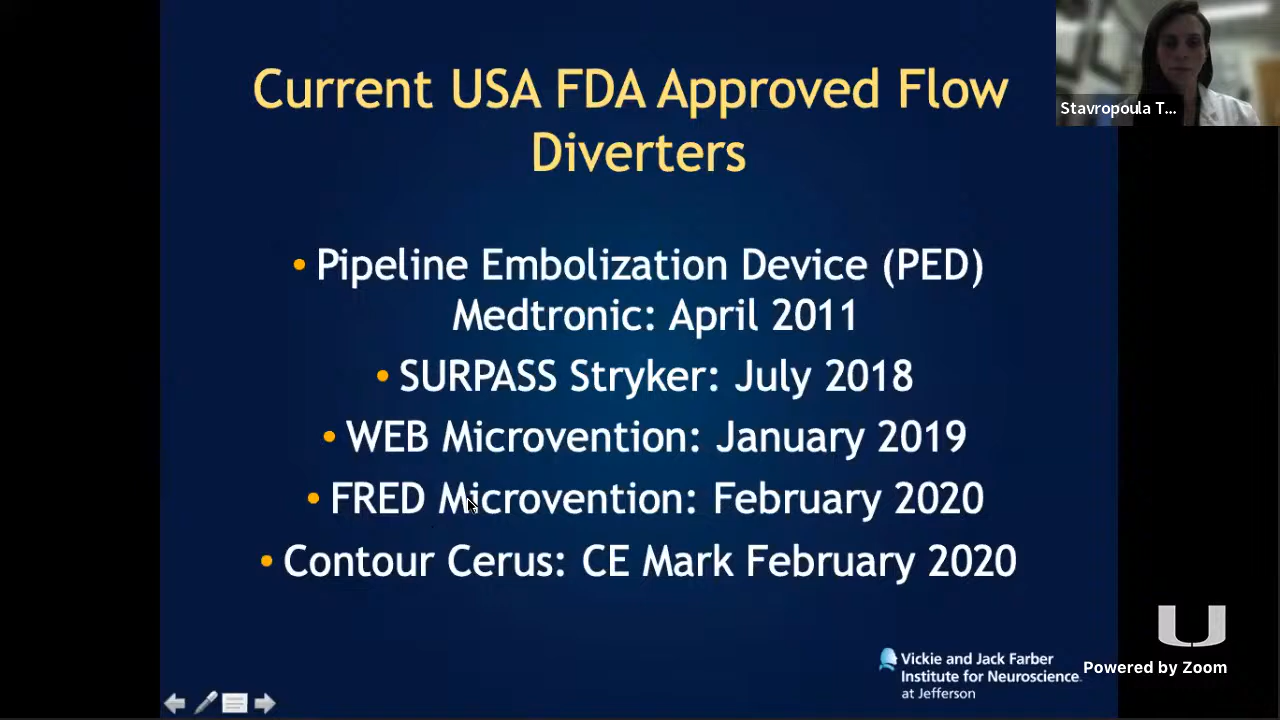 Current USA FDA Approved Flow
Diverters
• Pipeline Embolization Device (PED)
Medtronic: April 2011
• SURPASS Stryker: July 2018
• WEB Microvention: January 2019
• FRED Microvention: February 2020
• Contour Cerus: CE Mark February 2020
Stavropoula T...
Vickie and Jack Farber
Institute for Neuroscience
at Jefferson
U
Powered by Zoom